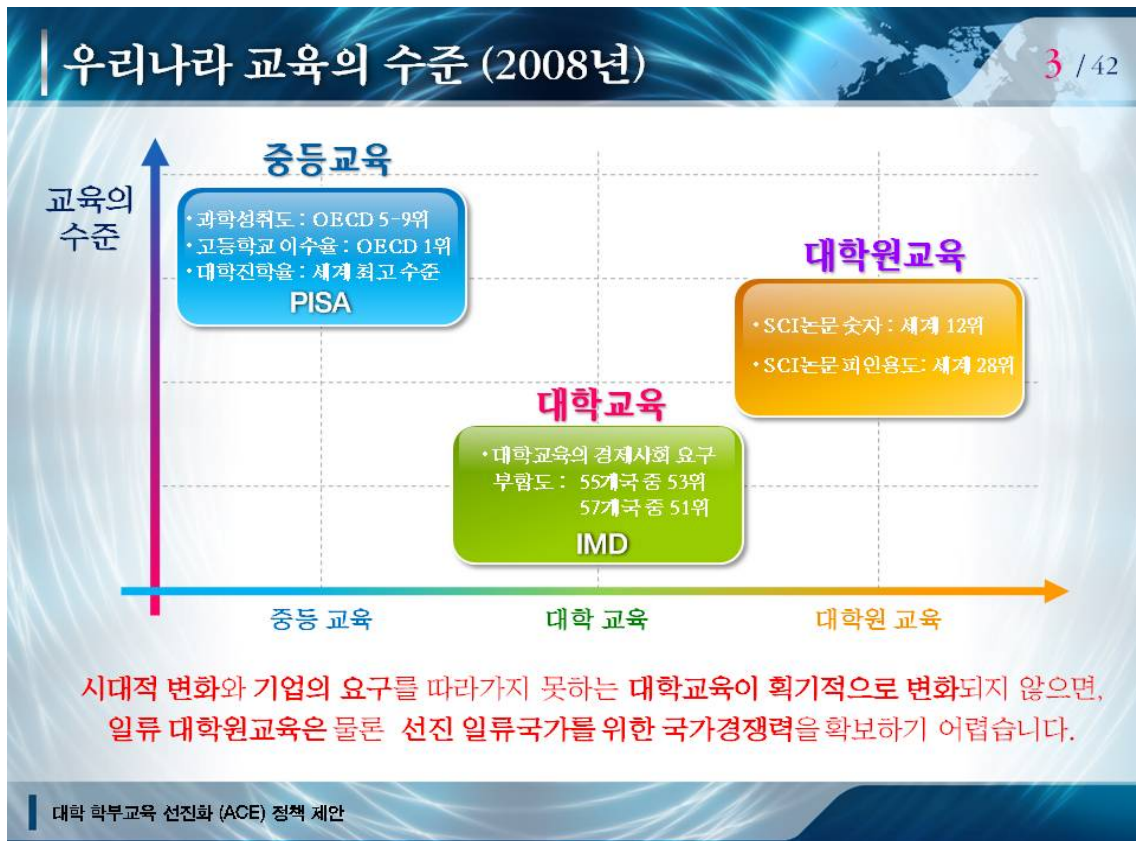 우리나라 교육의 수준 (2008년)
3 / 42
교육의
수준
중등교육
• 과학성취도 : OECD 5-9위
• 고등학교 이수율 : OECD 1위
• 대학진학율 : 세계 최고 수준
PISA
대학원교육
• SCI논문 숫자 : 세계 12위
• SCI논문 피인용도: 세계 28위
대학교육
• 대학교육의 경제사회 요구
부합도 : 55개국 중 53위
57개국 중 51위
IMD
중등 교육
대학 교육
대학원 교육
시대적 변화와 기업의 요구를 따라가지 못하는 대학교육이 획기적으로 변화되지 않으면,
일류 대학원교육은 물론 선진 일류국가를 위한 국가경쟁력을 확보하기 어렵습니다.
대학 학부교육 선진화 (ACE) 정책 제안